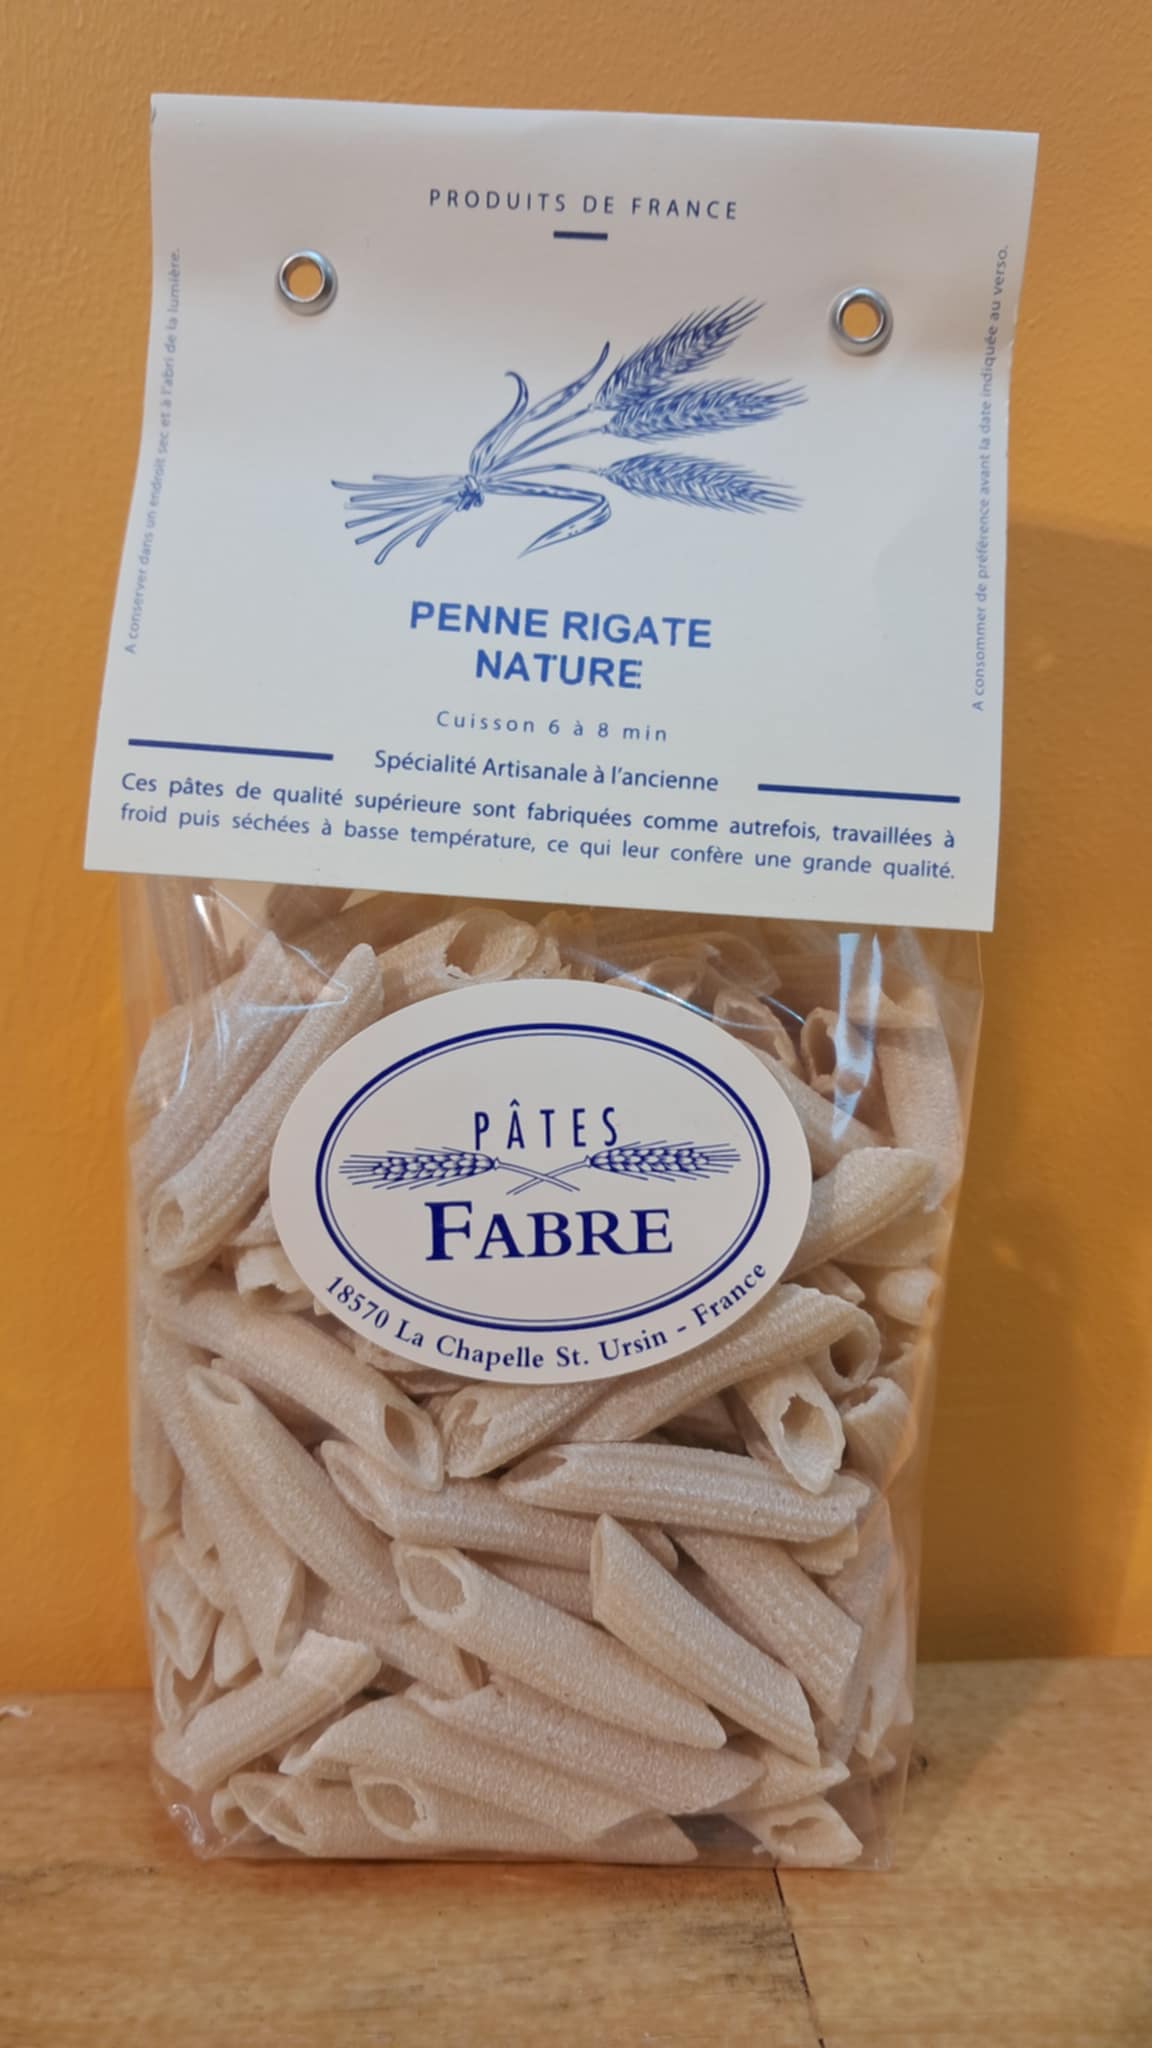 PRODUITS DE FRANCE
A conserver dans un endroit sec et à l'abri de la lumière.
A consommer de préférence avant la date indiquée au verso.
PENNE RIGATE
NATURE
Cuisson 6 à 8 min
Spécialité Artisanale à l'ancienne
Ces pâtes de qualité supérieure sont fabriquées comme autrefois, travaillées à
froid puis séchées à basse température, ce qui leur confère une grande qualité.
PÂTES
FABRE
18570 La Chapelle St. Ursin - France